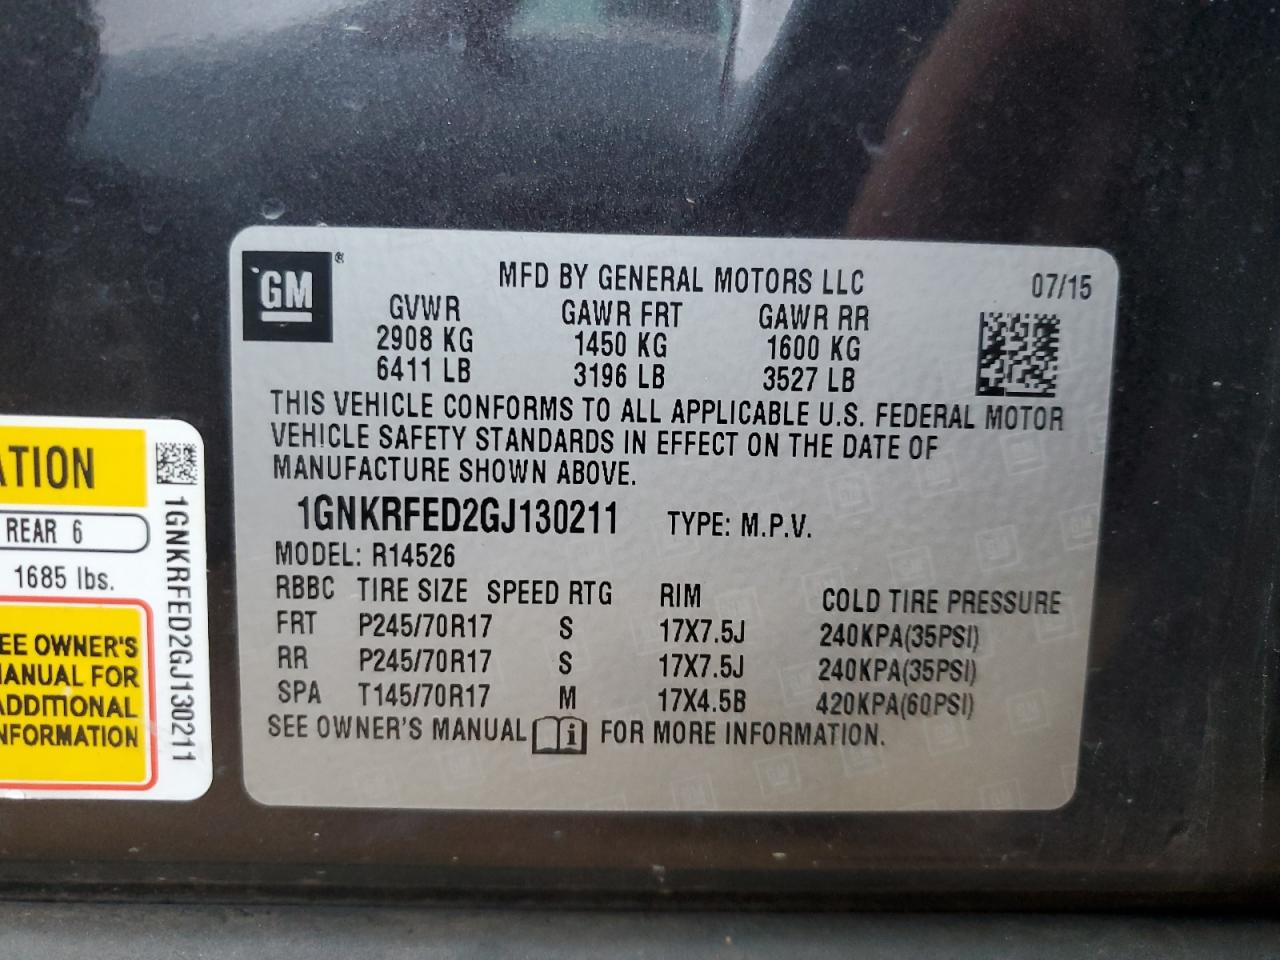 GM®
MFD BY GENERAL MOTORS LLC 07/15
GVWR GAWR FRT GAWR RR
2908 KG 1450 KG 1600 KG
6411 LB 3196 LB 3527 LB
THIS VEHICLE CONFORMS TO ALL APPLICABLE U.S. FEDERAL MOTOR
VEHICLE SAFETY STANDARDS IN EFFECT ON THE DATE OF
MANUFACTURE SHOWN ABOVE.
1GNKRFED2GJ130211 TYPE: M.P.V.
MODEL: R14526
RBBC TIRE SIZE SPEED RTG RIM COLD TIRE PRESSURE
FRT P245/70R17 S 17X7.5J 240KPA(35PSI)
RR P245/70R17 S 17X7.5J 240KPA(35PSI)
SPA T145/70R17 M 17X4.5B 420KPA(60PSI)
SEE OWNER'S MANUAL i FOR MORE INFORMATION.
ATION
REAR 6
1685 lbs.
EE OWNER'S
ANUAL FOR
DDITIONAL
NFORMATION
1GNKRFED2GJ130211